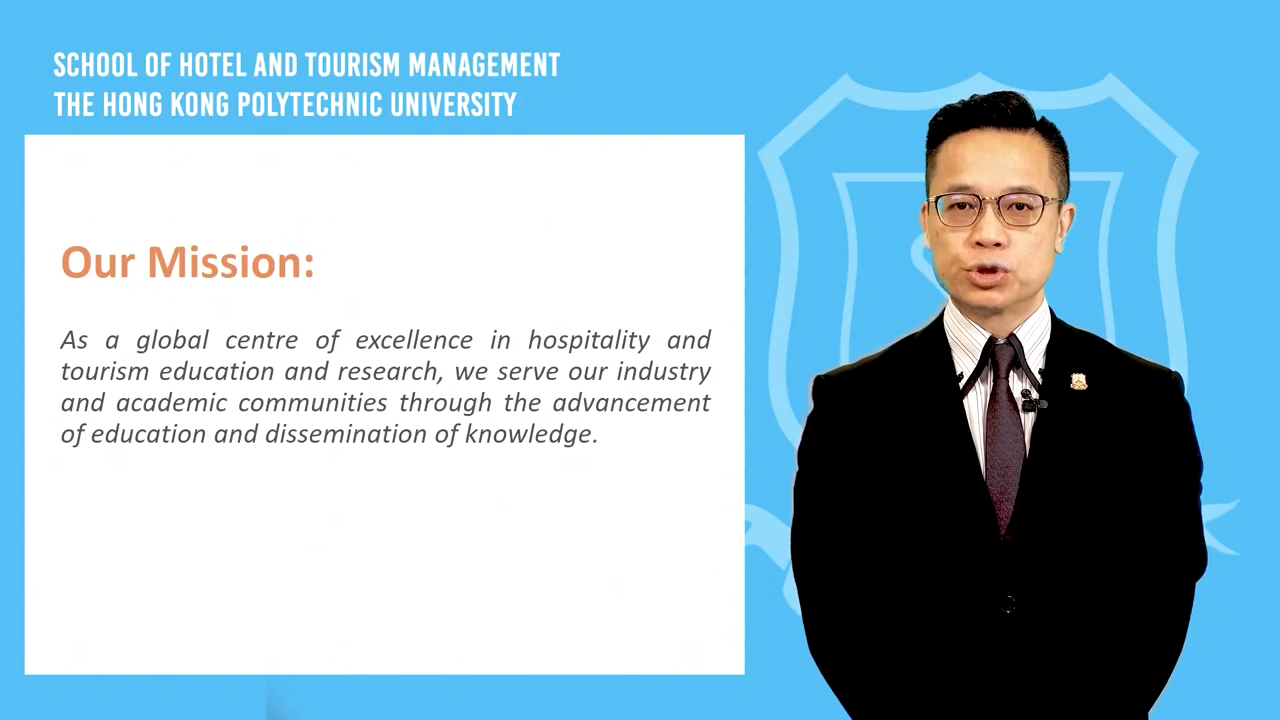 SCHOOL OF HOTEL AND TOURISM MANAGEMENT
THE HONG KONG POLYTECHNIC UNIVERSITY
Our Mission:
As a global centre of excellence in hospitality and
tourism education and research, we serve our industry
and academic communities through the advancement
of education and dissemination of knowledge.